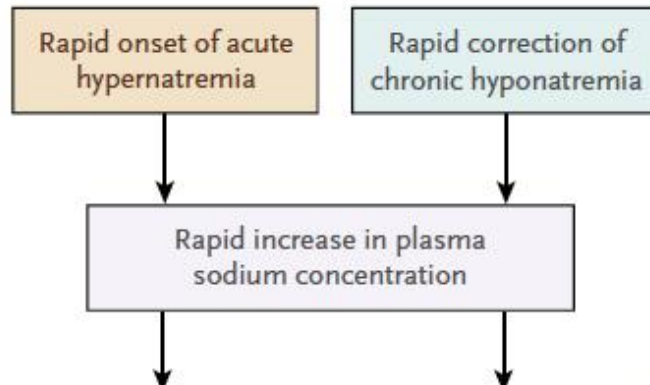 Rapid onset of acute
hypernatremia
Rapid correction of
chronic hyponatremia
Rapid increase in plasma
sodium concentration